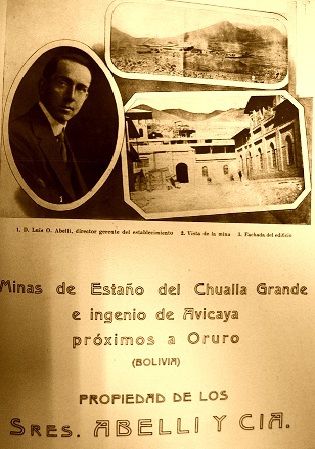 1
1. D. Luis O. Abelli, director gerente del establecimiento 2. Vista de la mina 3. Fachada del edificio
Minas de Estaño del Chualla Grande
e ingenio de Avicaya
próximos a Oruro
(BOLIVIA)
PROPIEDAD DE LOS
SRES. ABELLI Y CIA.